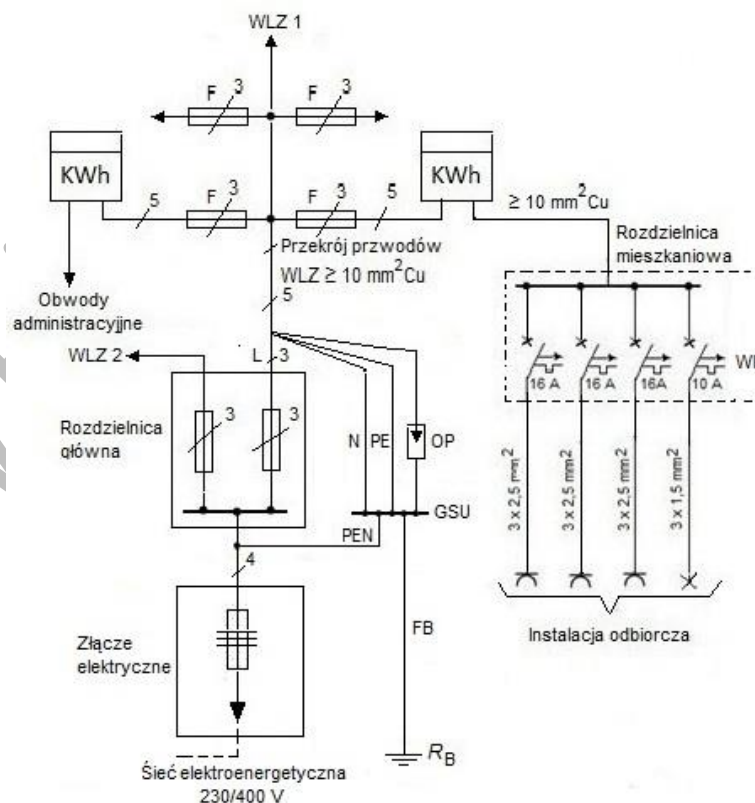 WLZ 1
F 3 F 3
KWh
KWh
5 F 3 F 3 5
≥ 10 mm²Cu
Przekrój przwodów
WLZ ≥ 10 mm²Cu
5
Rozdzielnica
mieszkaniowa
Obwody
administracyjne
WLZ 2
L 3
Rozdzielnica
główna
3 3
N PE OP
GSU
PEN
4
16 A 16 A 16A 10 A
3 x 2,5 mm² 3 x 2,5 mm² 3 x 2,5 mm² 3 x 1,5 mm²
Instalacja odbiorcza
Złącze
elektryczne
FB
R_B
Śieć elektroenergetyczna
230/400 V